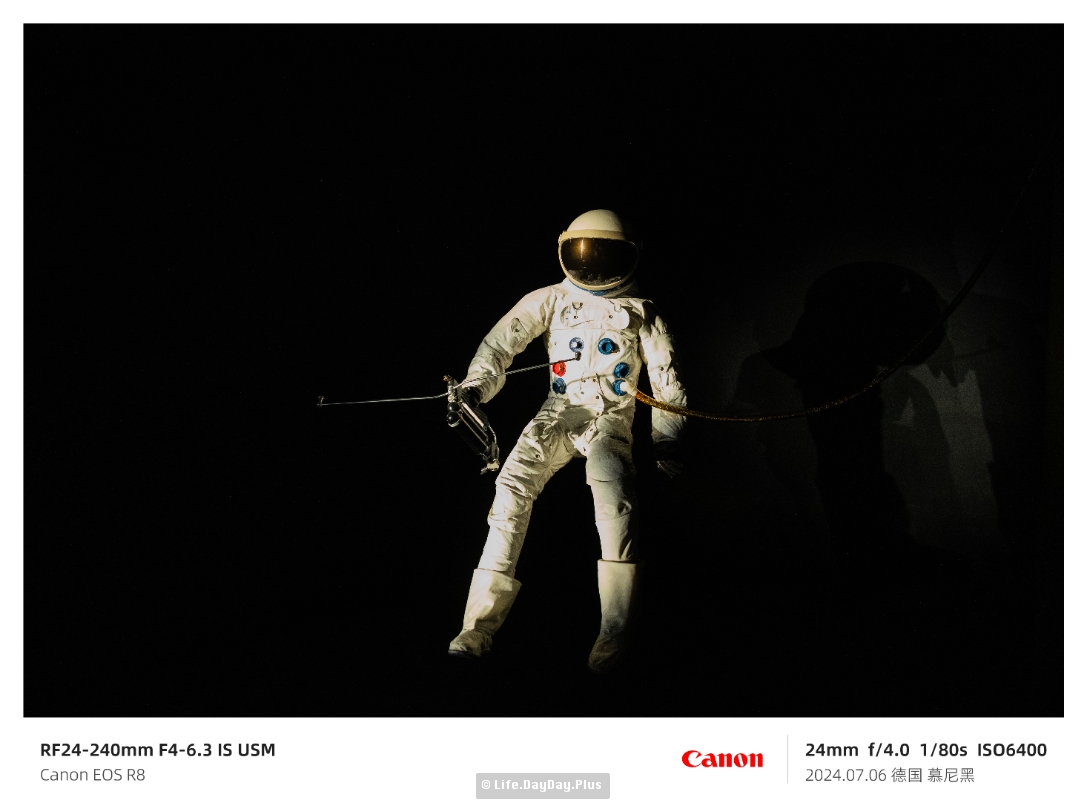 RF24-240mm F4-6.3 IS USM
Canon EOS R8
Canon
24mm f/4.0 1/80s ISO6400
2024.07.06 德国 慕尼黑
© Life.DayDay.Plus